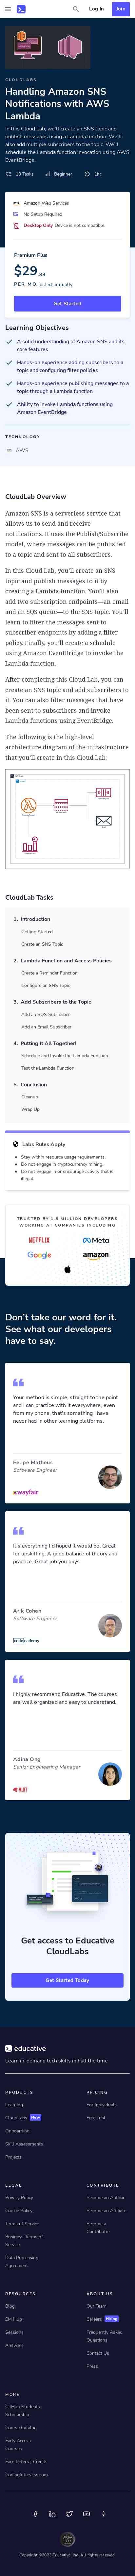 Log In
Join
CLOUDLABS
Handling Amazon SNS
Notifications with AWS
Lambda
In this Cloud Lab, we'll create an SNS topic and
subscribe to it using a Lambda function. We'll
also add multiple subscribers to the topic. We'll
schedule the Lambda function invocation using AWS
EventBridge.
10 Tasks
Beginner
1hr
Amazon Web Services
No Setup Required
Desktop Only Device is not compatible
Premium Plus
$29.33
PER MO, billed annually
Get Started
Learning Objectives
A solid understanding of Amazon SNS and its
core features
Hands-on experience adding subscribers to a
topic and configuring filter policies
Hands-on experience publishing messages to a
topic through a Lambda function
Ability to invoke Lambda functions using
Amazon EventBridge
TECHNOLOGY
AWS
CloudLab Overview
Amazon SNS is a serverless service that
allows you to send and receive
notifications. It uses the Publish/Subscribe
model, where messages are published to
a topic and sent to all subscribers.
In this Cloud Lab, you'll create an SNS
topic by creating a Lambda function. You'll
then add two subscription endpoints—an email
and an SQS queue—to the SNS topic. You'll
also filter the messages sent to the
subscriber endpoints by adding a filter
policy. Finally, you'll create a schedule
using Amazon EventBridge to invoke the
Lambda function.
After completing this Cloud Lab, you can
create an SNS topic and add subscribers to
it. You can also filter messages that the
subscriber receives and schedule Lambda
functions using EventBridge.
The following is the high-level
architecture diagram of the infrastructure
that you'll create in this Cloud Lab:
CloudLab Tasks
1. Introduction
Getting Started
Create an SNS Topic
2. Lambda Function and Access Policies
Create a Reminder Function
Configure an SNS Topic
3. Add Subscribers to the Topic
Add an SQS Subscriber
Add an Email Subscriber
4. Putting It All Together!
Schedule and Invoke the Lambda Function
Test the Lambda Function
5. Conclusion
Cleanup
Wrap Up
Labs Rules Apply
Stay within resource usage requirements.
Do not engage in cryptocurrency mining.
Do not engage in or encourage activity that is
illegal.
TRUSTED BY 1.4 MILLION DEVELOPERS
WORKING AT COMPANIES INCLUDING
NETFLIX
Meta
Google
amazon
Don't take our word for it.
See what our developers
have to say.
Your method is simple, straight to the point
and I can practice with it everywhere, even
from my phone, that's something I have
never had on other learning platforms.
Felipe Matheus
Software Engineer
wayfair
It's everything I'd hoped it would be. Great
for upskilling. A good balance of theory and
practice. Great job you guys
Arik Cohen
Software Engineer
I highly recommend Educative. The courses
are well organized and easy to understand.
Adina Ong
Senior Engineering Manager
Get access to Educative
CloudLabs
Get Started Today
educative
Learn in-demand tech skills in half the time
PRODUCTS
Learning
CloudLabs New
Onboarding
Skill Assessments
Projects
PRICING
For Individuals
Free Trial
LEGAL
Privacy Policy
Cookie Policy
Terms of Service
Business Terms of
Service
Data Processing
Agreement
CONTRIBUTE
Become an Author
Become an Affiliate
Become a
Contributor
RESOURCES
Blog
EM Hub
Sessions
Answers
ABOUT US
Our Team
Careers Hiring
Frequently Asked
Questions
Contact Us
Press
MORE
GitHub Students
Scholarship
Course Catalog
Early Access
Courses
Earn Referral Credits
CodingInterview.com
Copyright ©2025 Educative, Inc. All rights reserved.